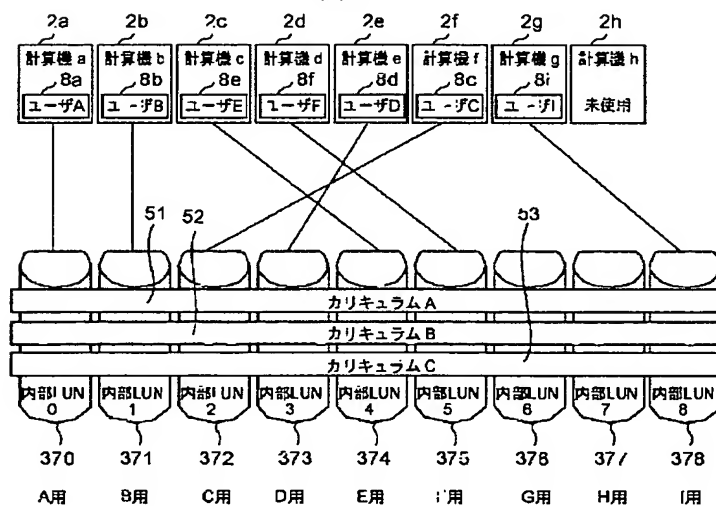 2a 2b 2c 2d 2e 2f 2g 2h
計算機 a 計算機 b 計算機 c 計算機 d 計算機 e 計算機 f 計算機 g 計算機 h
8a 8b 8e 8f 8d 8c 8i
ユーザA ユーザB ユーザE ユーザF ユーザD ユーザC ユーザI 未使用
51 52 53
カリキュラム A
カリキュラム B
カリキュラム C
内部LUN 内部LUN 内部LUN 内部LUN 内部LUN 内部LUN 内部LUN 内部LUN 内部LUN
0 1 2 3 4 5 6 7 8
370 371 372 373 374 375 376 377 378
A用 B用 C用 D用 E用 F用 G用 H用 I用